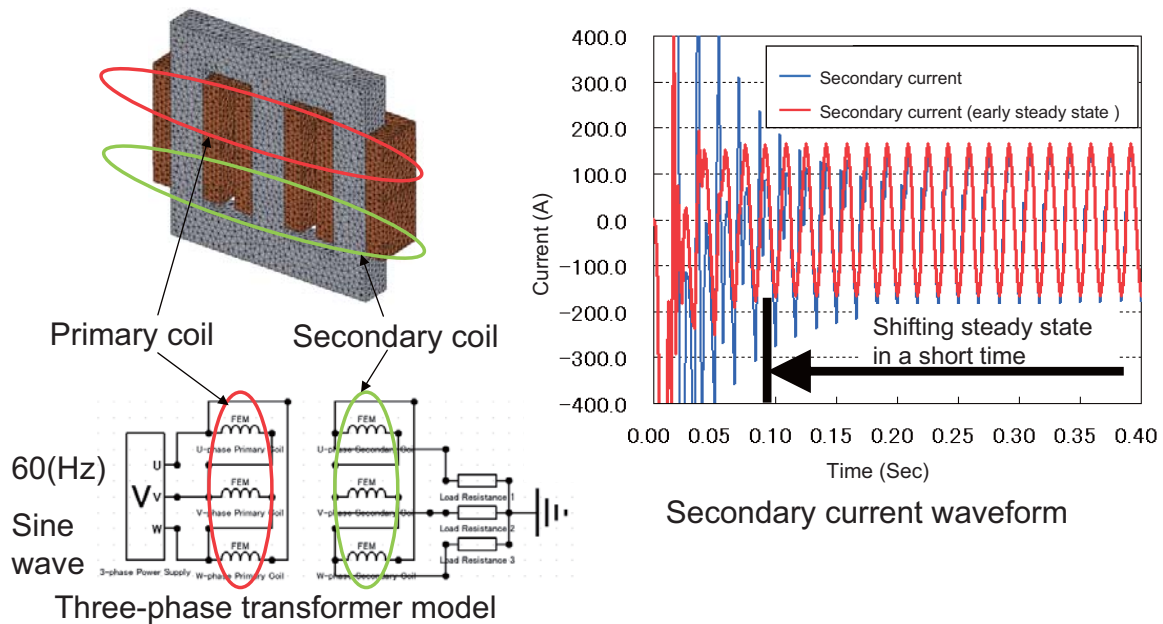 Primary coil
Secondary coil
60(Hz)
Sine
wave
V
U
V
W
3-phase Power Supply
FEM
U-phase Primary Coil
FEM
V-phase Primary Coil
FEM
W-phase Primary Coil
FEM
U-phase Secondary Coil
FEM
V-phase Secondary Coil
FEM
W-phase Secondary Coil
Load Resistance 1
Load Resistance 2
Load Resistance 3
Three-phase transformer model
400.0
300.0
200.0
100.0
0.0
−100.0
−200.0
−300.0
−400.0
Current (A)
Secondary current
Secondary current (early steady state )
Shifting steady state
in a short time
0.00 0.05 0.10 0.15 0.20 0.25 0.30 0.35 0.40
Time (Sec)
Secondary current waveform